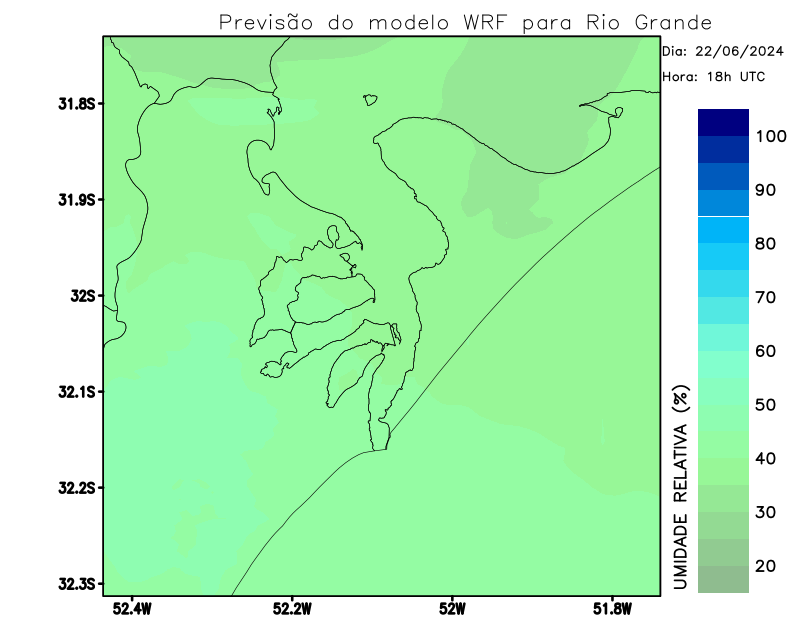 Previsão do modelo WRF para Rio Grande
Dia: 22/06/2024
Hora: 18h UTC
31.8S
31.9S
32S
32.1S
32.2S
32.3S
52.4W
52.2W
52W
51.8W
UMIDADE RELATIVA (%)
100
90
80
70
60
50
40
30
20